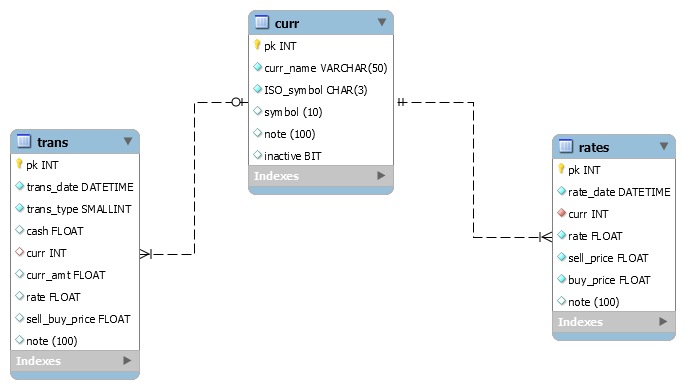 curr
pk INT
curr_name VARCHAR(50)
ISO_symbol CHAR(3)
symbol (10)
note (100)
inactive BIT
Indexes
trans
pk INT
trans_date DATETIME
trans_type SMALLINT
cash FLOAT
curr INT
curr_amt FLOAT
rate FLOAT
sell_buy_price FLOAT
note (100)
Indexes
rates
pk INT
rate_date DATETIME
curr INT
rate FLOAT
sell_price FLOAT
buy_price FLOAT
note (100)
Indexes